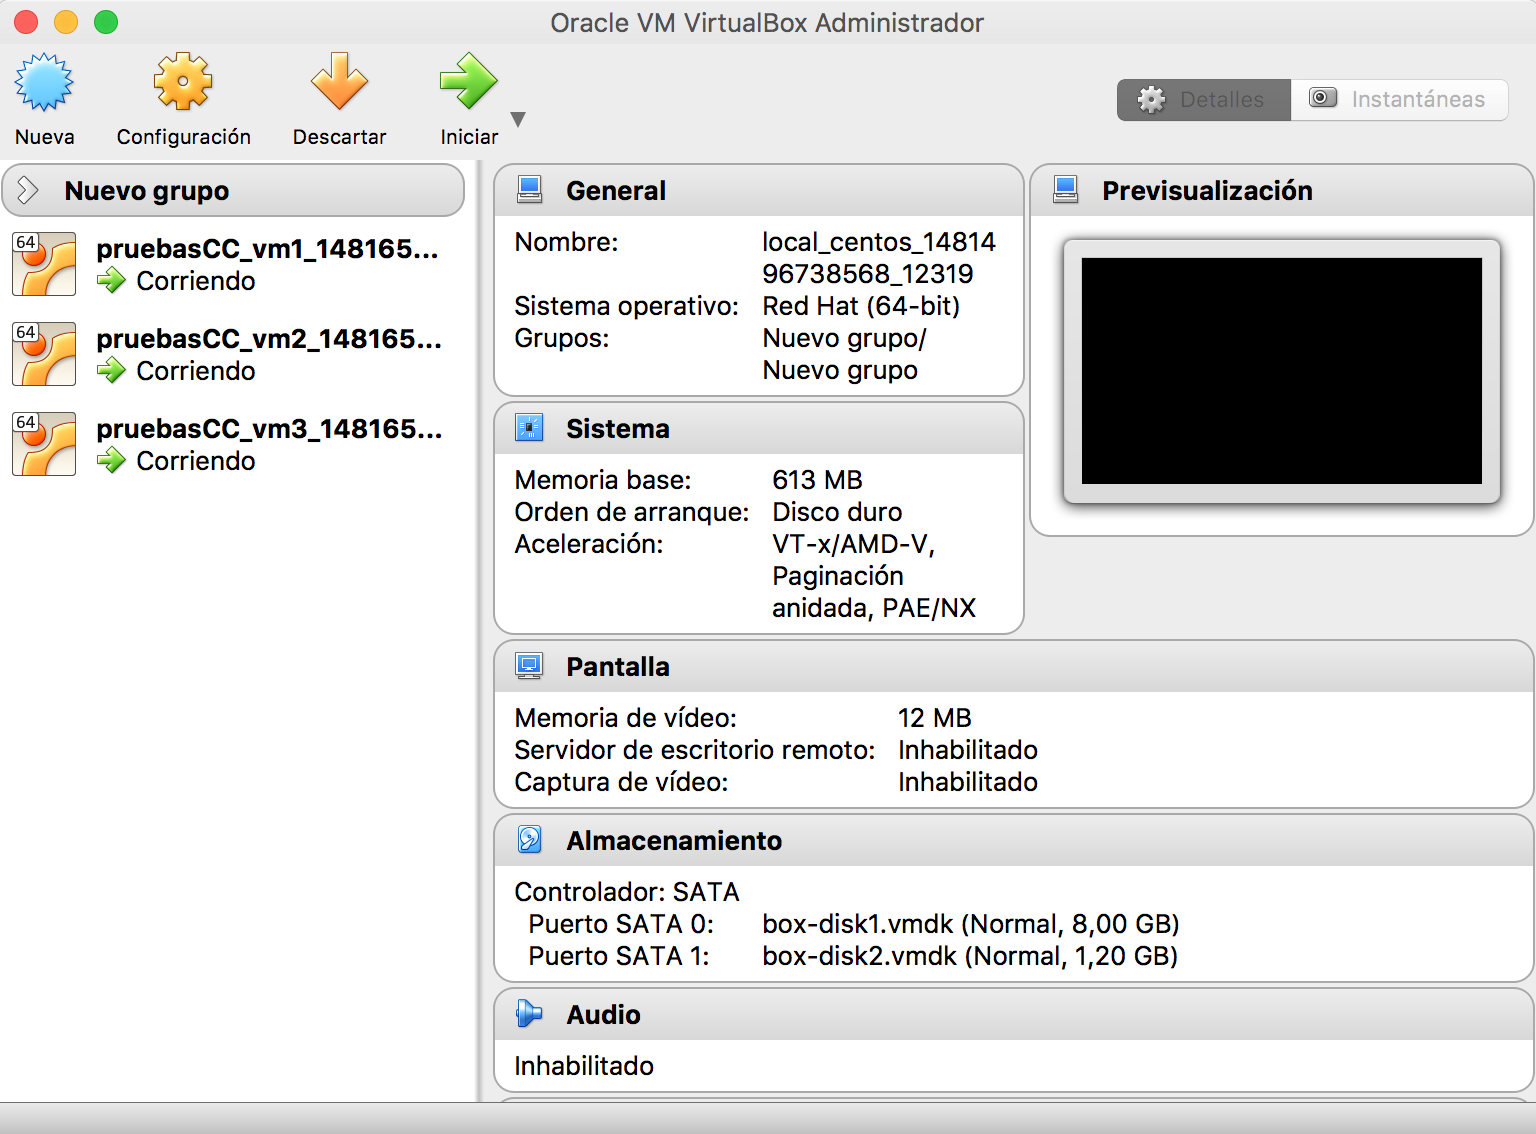 Oracle VM VirtualBox Administrador
Nueva
Configuración
Descartar
Iniciar
Detalles
Instantáneas
Nuevo grupo
64
pruebasCC_vm1_148165...
Corriendo
64
pruebasCC_vm2_148165...
Corriendo
64
pruebasCC_vm3_148165...
Corriendo
General
Nombre: local_centos_14814
96738568_12319
Sistema operativo: Red Hat (64-bit)
Grupos: Nuevo grupo/
Nuevo grupo
Previsualización
Sistema
Memoria base: 613 MB
Orden de arranque: Disco duro
Aceleración: VT-x/AMD-V,
Paginación
anidada, PAE/NX
Pantalla
Memoria de vídeo: 12 MB
Servidor de escritorio remoto: Inhabilitado
Captura de vídeo: Inhabilitado
Almacenamiento
Controlador: SATA
Puerto SATA 0: box-disk1.vmdk (Normal, 8,00 GB)
Puerto SATA 1: box-disk2.vmdk (Normal, 1,20 GB)
Audio
Inhabilitado